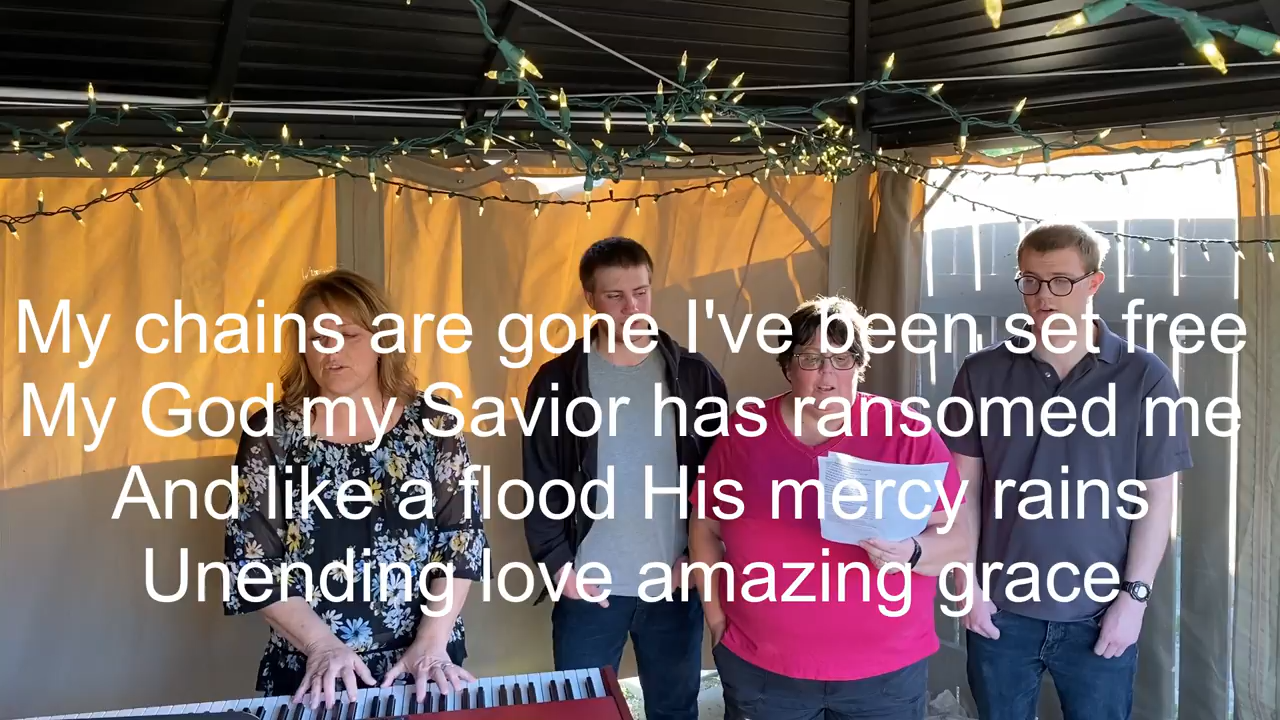 My chains are gone I've been set free
My God my Savior has ransomed me
And like a flood His mercy rains
Unending love amazing grace